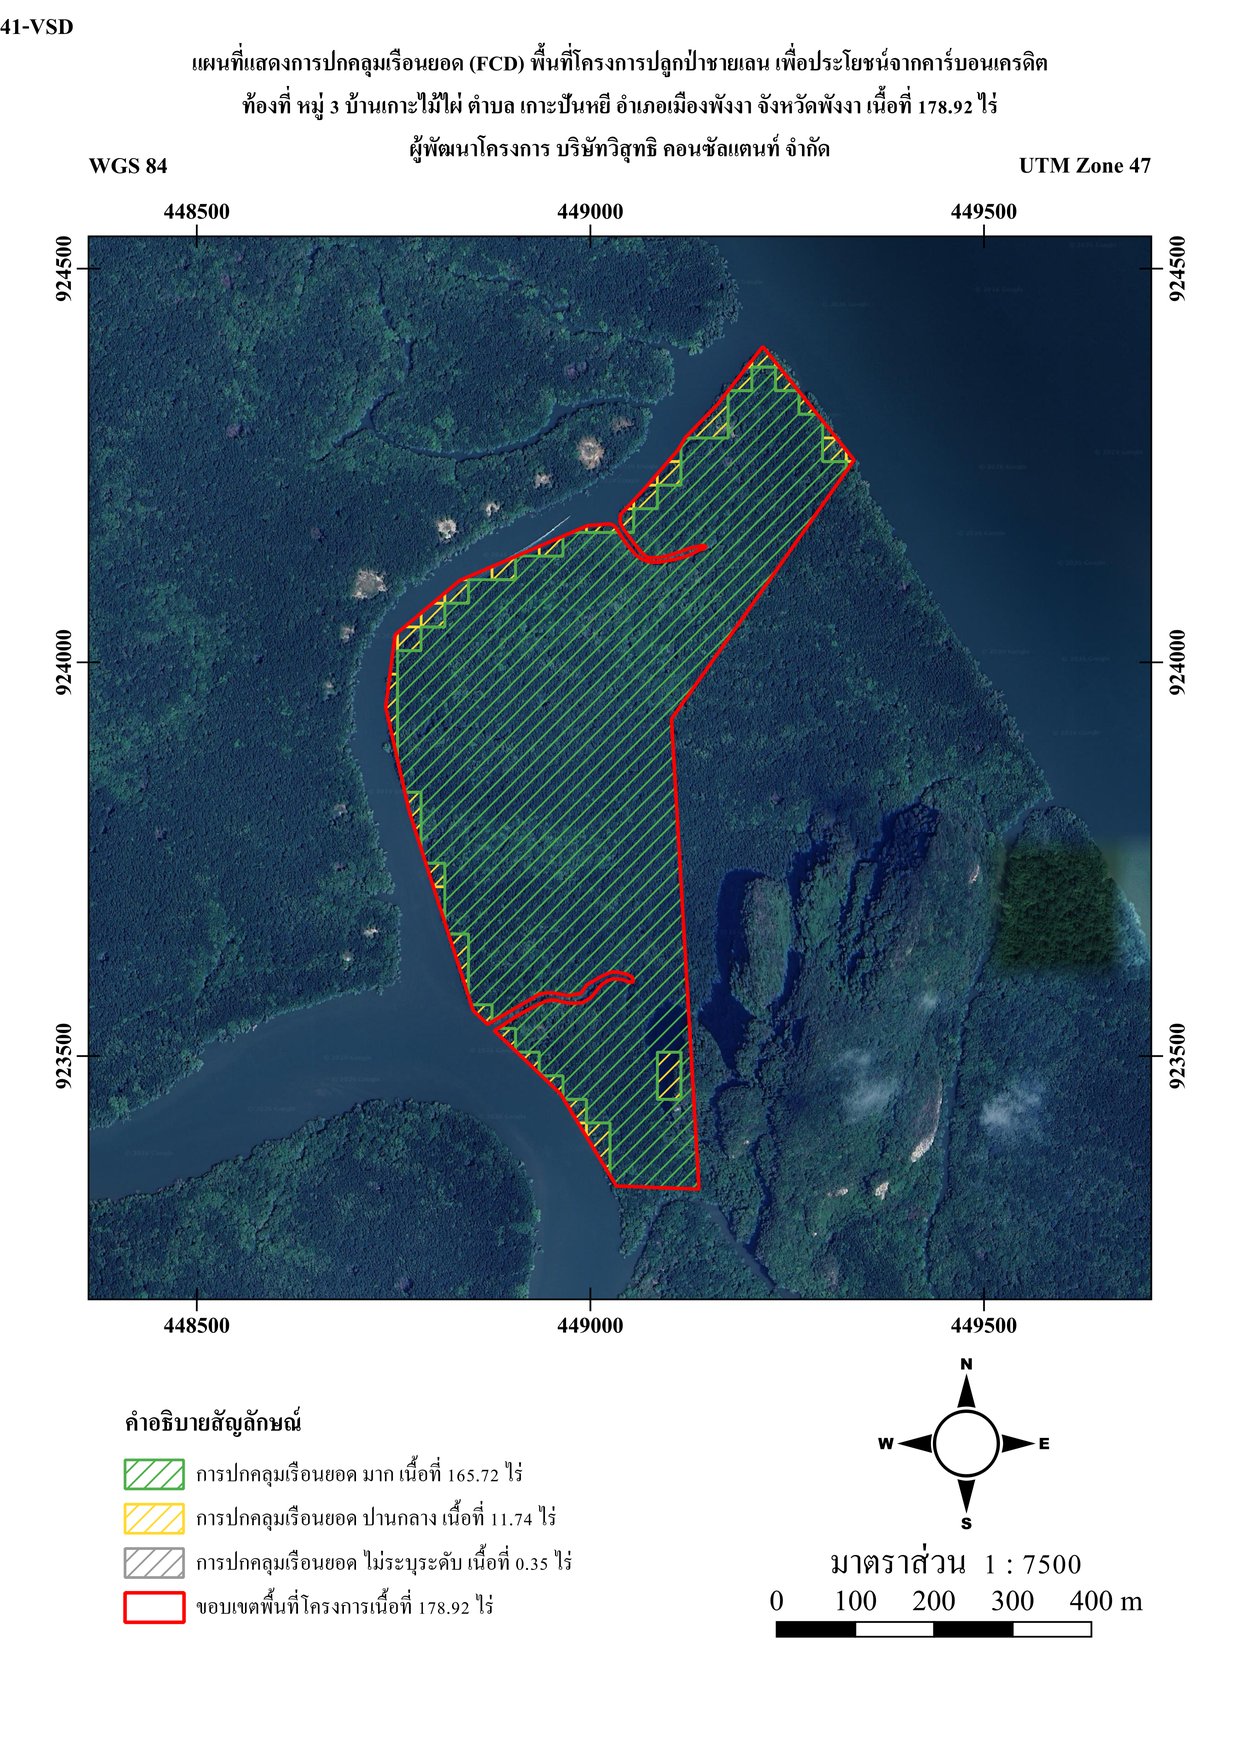 41-VSD
แผนที่แสดงการปกคลุมเรือนยอด (FCD) พื้นที่โครงการปลูกป่าชายเลน เพื่อประโยชน์จากคาร์บอนเครดิต
ท้องที่ หมู่ 3 บ้านเกาะไม้ไผ่ ตำบล เกาะปันหยี อำเภอเมืองพังงา จังหวัดพังงา เนื้อที่ 178.92 ไร่
ผู้พัฒนาโครงการ บริษัทวิสุทธิ คอนซัลแตนท์ จำกัด
WGS 84
UTM Zone 47
448500 449000 449500
924500 924500
924000 924000
923500 923500
448500 449000 449500
คำอธิบายสัญลักษณ์
การปกคลุมเรือนยอด มาก เนื้อที่ 165.72 ไร่
การปกคลุมเรือนยอด ปานกลาง เนื้อที่ 11.74 ไร่
การปกคลุมเรือนยอด ไม่ระบุระดับ เนื้อที่ 0.35 ไร่
ขอบเขตพื้นที่โครงการเนื้อที่ 178.92 ไร่
N
W E
S
มาตราส่วน 1 : 7500
0 100 200 300 400 m